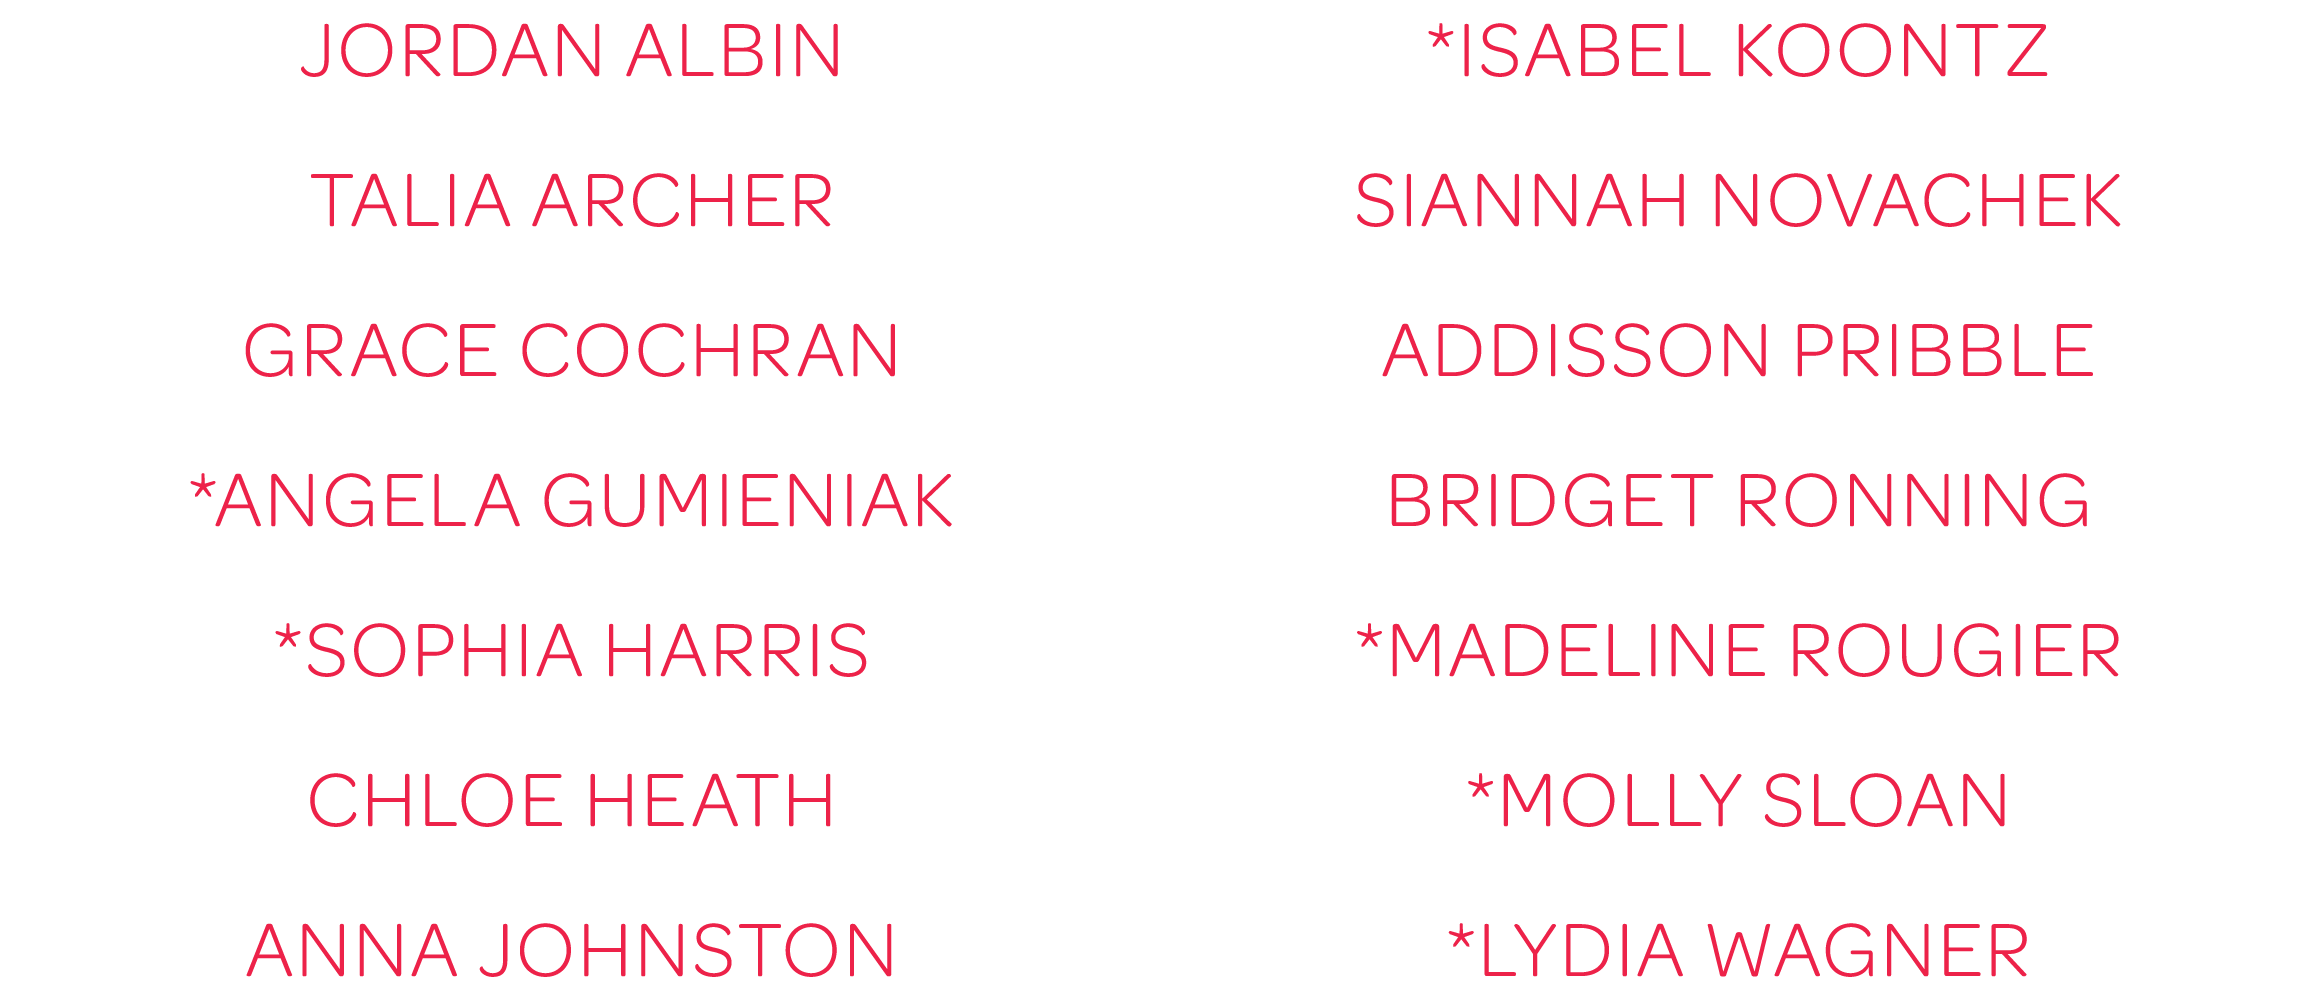 JORDAN ALBIN
TALIA ARCHER
GRACE COCHRAN
*ANGELA GUMIENIAK
*SOPHIA HARRIS
CHLOE HEATH
ANNA JOHNSTON
*ISABEL KOONTZ
SIANNAH NOVACHEK
ADDISSON PRIBBLE
BRIDGET RONNING
*MADELINE ROUGIER
*MOLLY SLOAN
*LYDIA WAGNER